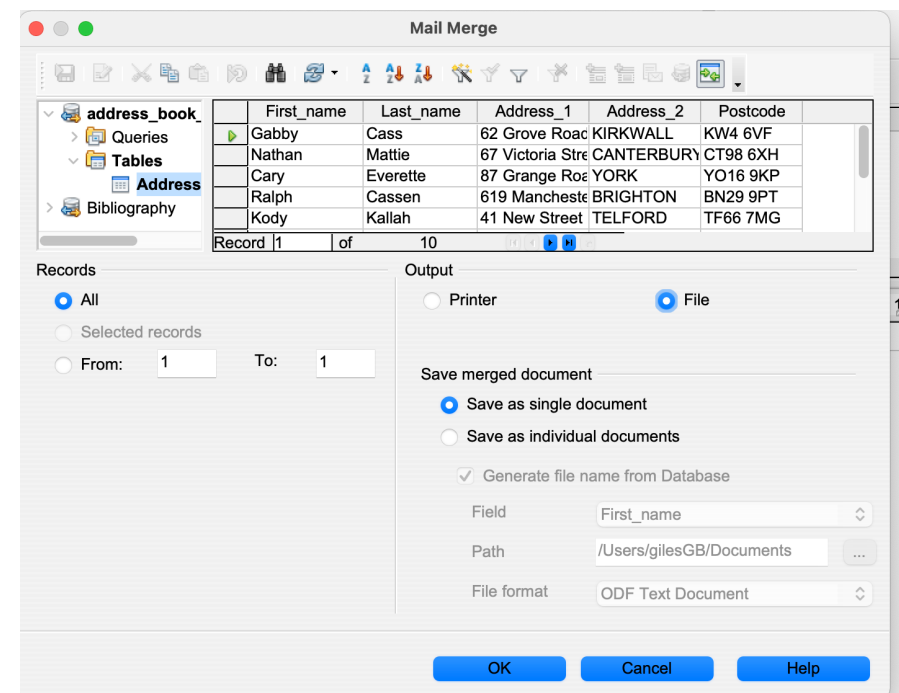 Mail Merge
address_book_
Queries
Tables
Address
Bibliography
First_name Last_name Address_1 Address_2 Postcode
Gabby Cass 62 Grove Road KIRKWALL KW4 6VF
Nathan Mattie 67 Victoria Stre CANTERBURY CT98 6XH
Cary Everette 87 Grange Roa YORK YO16 9KP
Ralph Cassen 619 Mancheste BRIGHTON BN29 9PT
Kody Kallah 41 New Street TELFORD TF66 7MG
Record 1 of 10
Records
All
Selected records
From: 1 To: 1
Output
Printer File
Save merged document
Save as single document
Save as individual documents
Generate file name from Database
Field First_name
Path /Users/gilesGB/Documents ...
File format ODF Text Document
OK Cancel Help